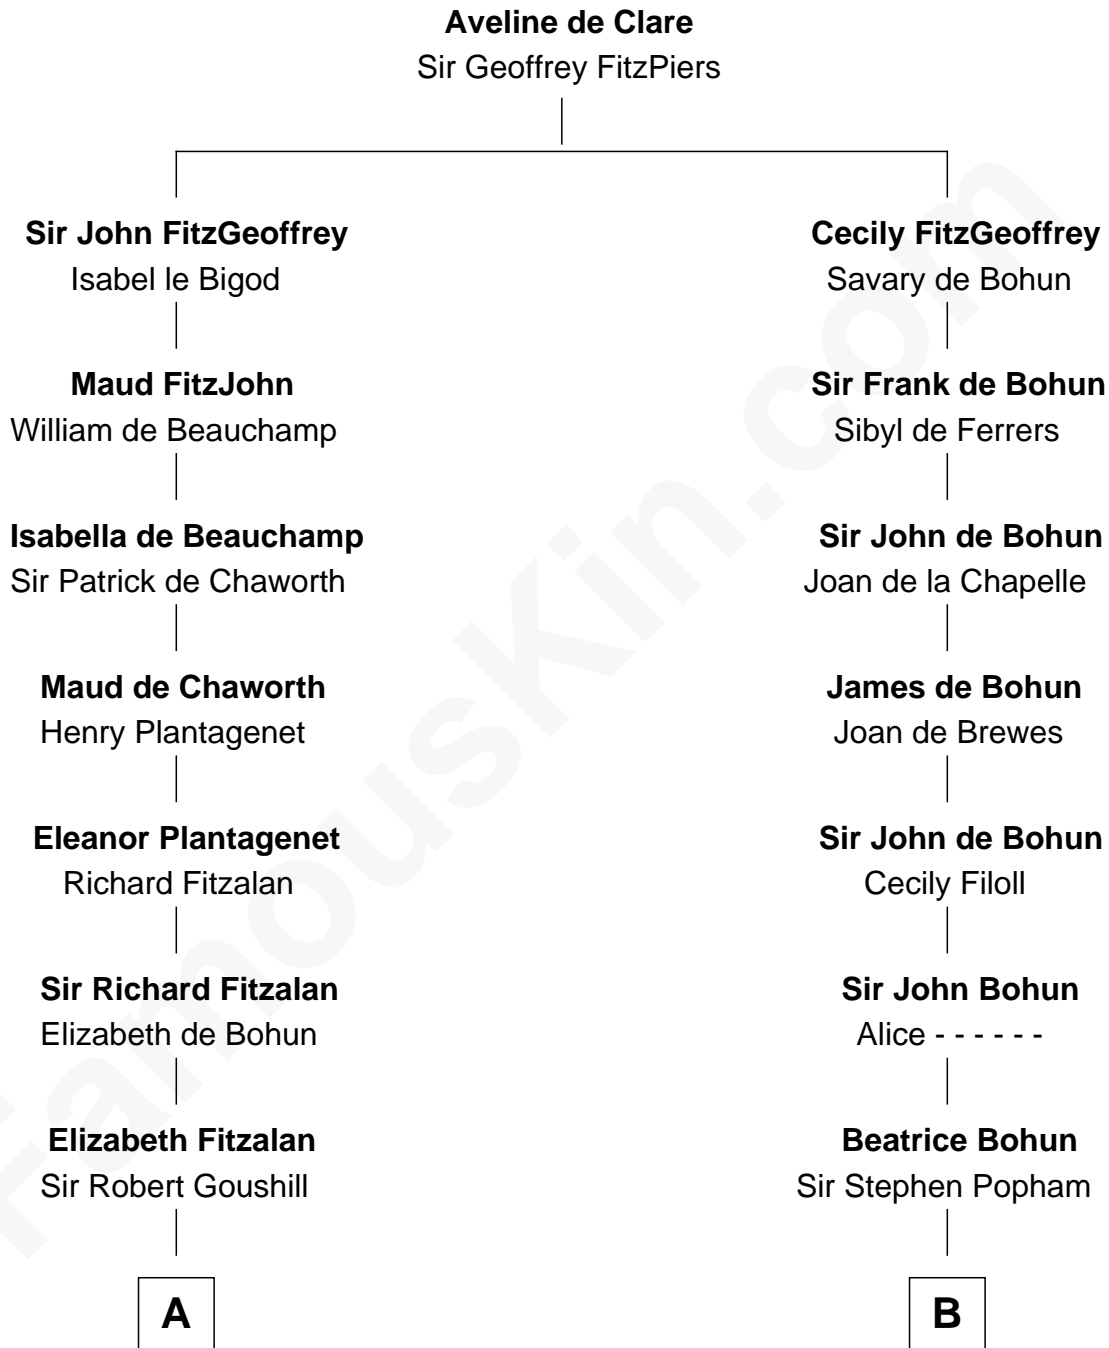 Aveline de Clare
Sir Geoffrey FitzPiers
Sir John FitzGeoffrey
Isabel le Bigod
Cecily FitzGeoffrey
Savary de Bohun
Maud FitzJohn
William de Beauchamp
Sir Frank de Bohun
Sibyl de Ferrers
Isabella de Beauchamp
Sir Patrick de Chaworth
Sir John de Bohun
Joan de la Chapelle
Maud de Chaworth
Henry Plantagenet
James de Bohun
Joan de Brewes
Eleanor Plantagenet
Richard Fitzalan
Sir John de Bohun
Cecily Filoll
Sir Richard Fitzalan
Elizabeth de Bohun
Sir John Bohun
Alice - - - - - -
Elizabeth Fitzalan
Sir Robert Goushill
Beatrice Bohun
Sir Stephen Popham
A
B
FamousKin.com